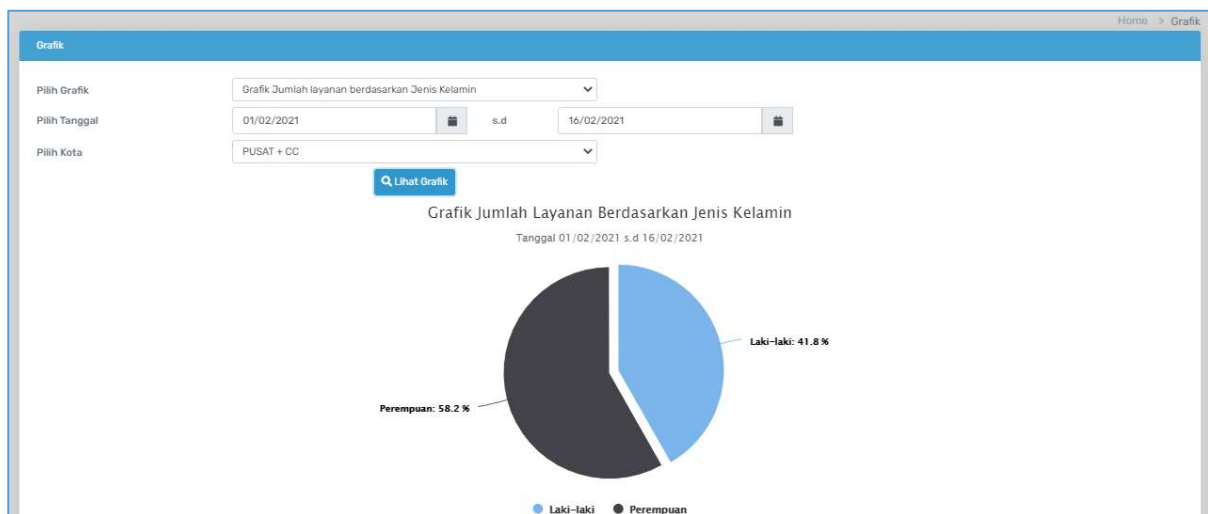 Home > Grafik
Grafik
Pilih Grafik Grafik Jumlah layanan berdasarkan Jenis Kelamin
Pilih Tanggal 01/02/2021 s.d 16/02/2021
Pilih Kota PUSAT + CC
Lihat Grafik
Grafik Jumlah Layanan Berdasarkan Jenis Kelamin
Tanggal 01/02/2021 s.d 16/02/2021
Laki-laki: 41.8 %
Perempuan: 58.2 %
Laki-laki Perempuan